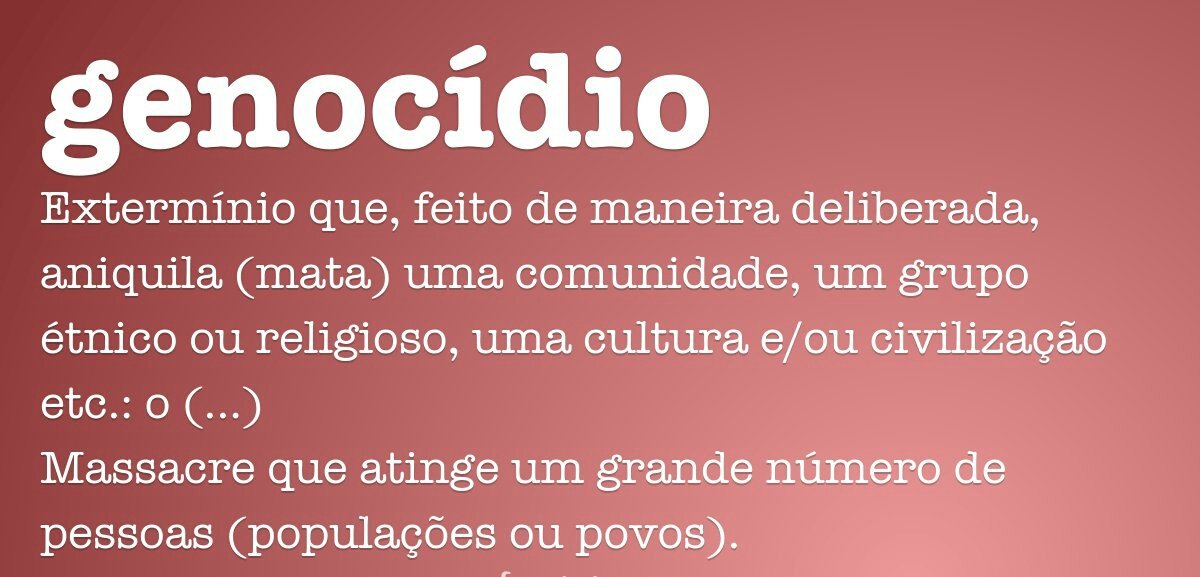 genocídio
Extermínio que, feito de maneira deliberada,
aniquila (mata) uma comunidade, um grupo
étnico ou religioso, uma cultura e/ou civilização
etc.: o (...)
Massacre que atinge um grande número de
pessoas (populações ou povos).